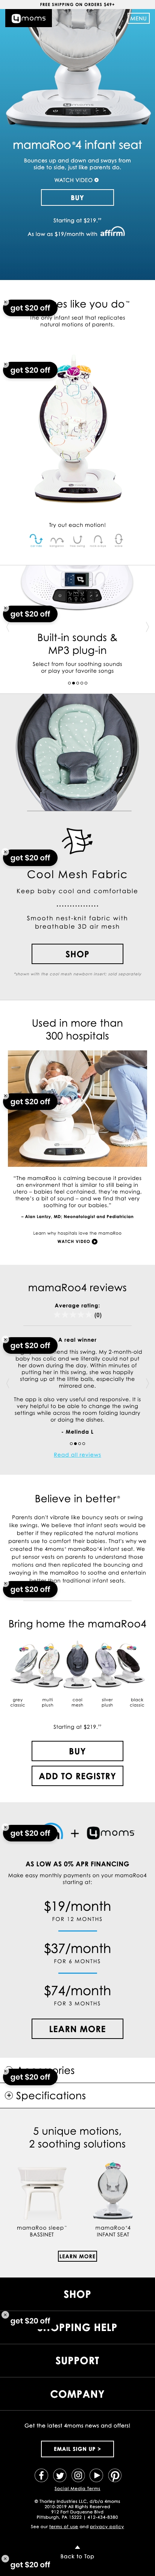 FREE SHIPPING ON ORDERS $49+
4moms
MENU
mamaRoo®4 infant seat
Bounces up and down and sways from
side to side, just like parents do.
WATCH VIDEO
BUY
Starting at $219.
As low as $19/month with affirm
get $20 off
es like you do™
The only infant seat that replicates
natural motions of parents.
get $20 off
Try out each motion!
get $20 off
Built-in sounds &
MP3 plug-in
Select from four soothing sounds
or play your favorite songs
get $20 off
Cool Mesh Fabric
Keep baby cool and comfortable
Smooth nest-knit fabric with
breathable 3D air mesh
SHOP
*shown with the cool mesh newborn insert, sold separately
Used in more than
300 hospitals
get $20 off
"The mamaRoo is calming because it provides
an environment that is similar to life in
utero – babies feel contained, they're moving,
there's a lot of sound – and we find that very
soothing for our babies."
– Alan Lantzy, MD, Neonatologist and Pediatrician
Learn why hospitals love the mamaRoo
WATCH VIDEO
mamaRoo4 reviews
Average rating:
(0)
A real winner
get $20 off
end this swing. My 2-month-old
baby has colic and we literally could not put
her down during the day. Within minutes of
putting her in this swing, she was happily
staring up at the little balls, especially the
mirrored one.
The app is also very useful and responsive. It is
very helpful to be able to change the swing
settings while across the room folding laundry
or doing the dishes.
- Melinda L
Read all reviews
Believe in better®
Parents don't vibrate like bouncy seats or swing
like swings. We believe that infant seats would be
better if they replicated the natural motions
parents use to comfort their babies. That's why we
created the 4moms® mamaRoo®4 infant seat. We
put sensor vests on parents to understand those
motions and then replicated the bouncing and
swaying in the mamaRoo to soothe and entertain
better than traditional infant seats.
get $20 off
Bring home the mamaRoo4
grey
classic
multi
plush
cool
mesh
silver
plush
black
classic
Starting at $219.
BUY
ADD TO REGISTRY
get $20 off
+ 4moms
AS LOW AS 0% APR FINANCING
Make easy monthly payments on your mamaRoo4
starting at:
$19/month
FOR 12 MONTHS
$37/month
FOR 6 MONTHS
$74/month
FOR 3 MONTHS
LEARN MORE
ories
get $20 off
Specifications
5 unique motions,
2 soothing solutions
mamaRoo sleep™
BASSINET
mamaRoo®4
INFANT SEAT
LEARN MORE
SHOP
get $20 off
OPPING HELP
SUPPORT
COMPANY
Get the latest 4moms news and offers!
EMAIL SIGN UP >
Social Media Terms
© Thorley Industries LLC, d/b/a 4moms
2010-2019 All Rights Reserved
912 Fort Duquesne Blvd
Pittsburgh, PA 15222 | 412-434-8380
See our terms of use and privacy policy
Back to Top
get $20 off